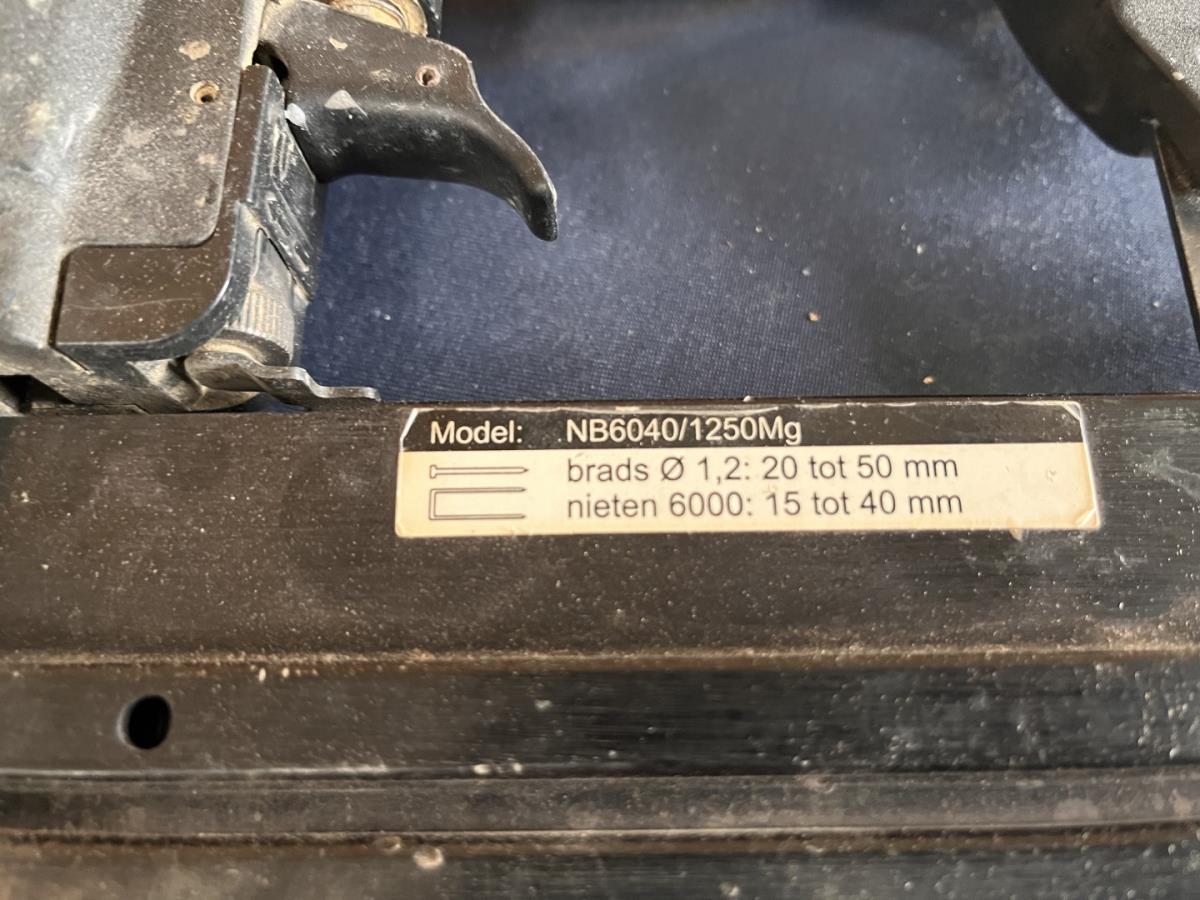 Model: NB6040/1250Mg
brads Ø 1,2: 20 tot 50 mm
nieten 6000: 15 tot 40 mm